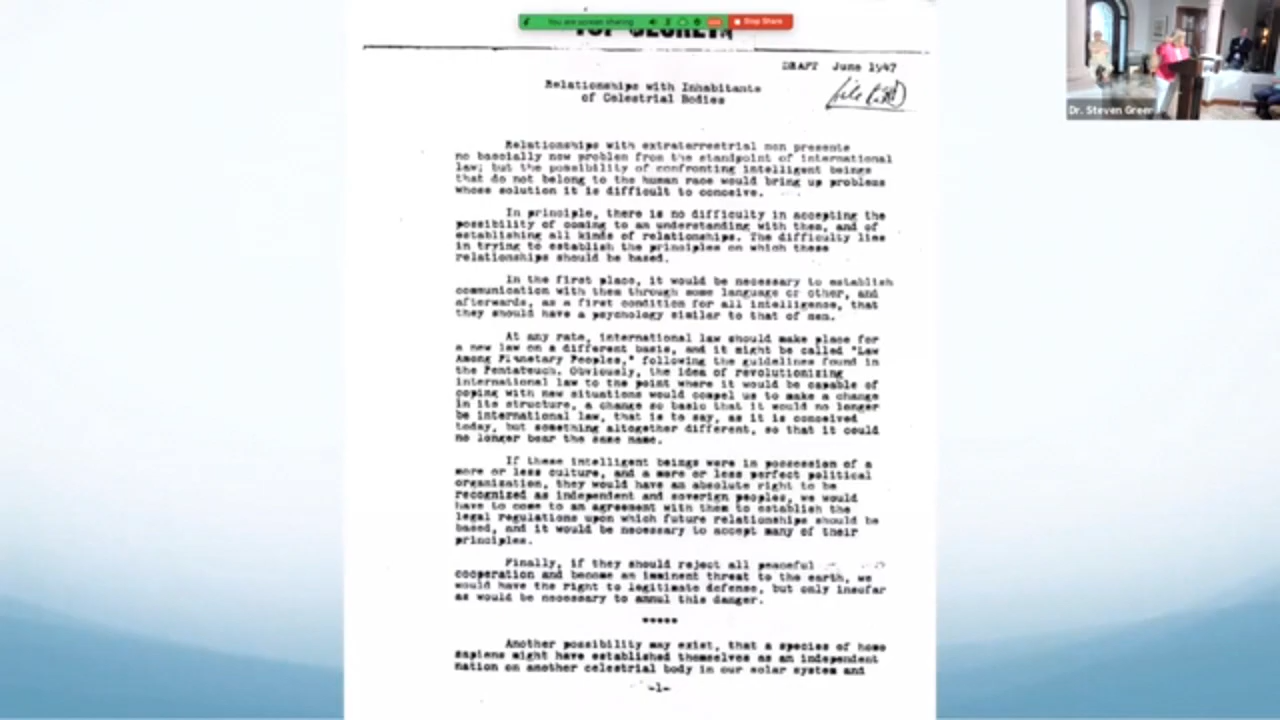 You are screen sharing
Stop Share
TOP SECRET
DRAFT June 1947
Relationships with Inhabitants
of Celestrial Bodies
Dr. Steven Greer
Relationships with extraterrestrial men presents
no bascially new problem from the standpoint of international
law; but the possibility of confronting intelligent beings
that do not belong to the human race would bring up problems
whose solution it is difficult to conceive.
In principle, there is no difficulty in accepting the
possibility of coming to an understanding with them, and of
establishing all kinds of relationships. The difficulty lies
in trying to establish the principles on which these
relationships should be based.
In the first place, it would be necessary to establish
communication with them through some language or other, and
afterwards, as a first condition for all intelligence, that
they should have a psychology similar to that of men.
At any rate, international law should make place for
a new law on a different basis, and it might be called "Law
Among Planetary Peoples," following the guidelines found in
the Pentateuch. Obviously, the idea of revolutionizing
international law to the point where it would be capable of
coping with new situations would compel us to make a change
in its structure, a change so basic that it would no longer
be international law, that is to say, as it is conceived
today, but something altogether different, so that it could
no longer bear the same name.
If these intelligent beings were in possession of a
more or less culture, and a more or less perfect political
organization, they would have an absolute right to be
recognized as independent and soverign peoples, we would
have to come to an agreement with them to establish the
legal regulations upon which future relationships should be
based, and it would be necessary to accept many of their
principles.
Finally, if they should reject all peaceful
cooperation and become an imminent threat to the earth, we
would have the right to legitimate defense, but only insofar
as would be necessary to annul this danger.
*****
Another possibility may exist, that a species of homo
sapiens might have established themselves as an independent
nation on another celestrial body in our solar system and
-1-